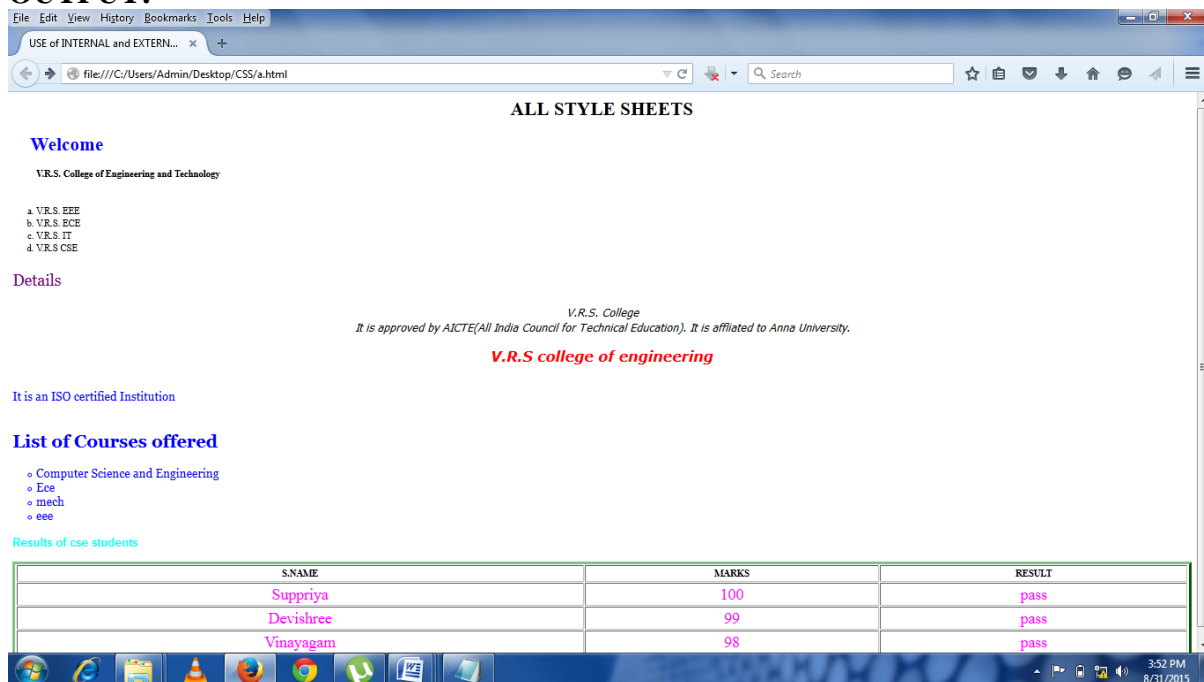 OUTPUT:
File Edit View History Bookmarks Tools Help
USE of INTERNAL and EXTERN...
file:///C:/Users/Admin/Desktop/CSS/a.html
Search
ALL STYLE SHEETS
Welcome
V.R.S. College of Engineering and Technology
a. V.R.S. EEE
b. V.R.S. ECE
c. V.R.S. IT
d. V.R.S CSE
Details
V.R.S. College
It is approved by AICTE(All India Council for Technical Education). It is affliated to Anna University.
V.R.S college of engineering
It is an ISO certified Institution
List of Courses offered
Computer Science and Engineering
Ece
mech
eee
Results of cse students
S.NAME MARKS RESULT
Suppriya 100 pass
Devishree 99 pass
Vinayagam 98 pass
3:52 PM
8/31/2015